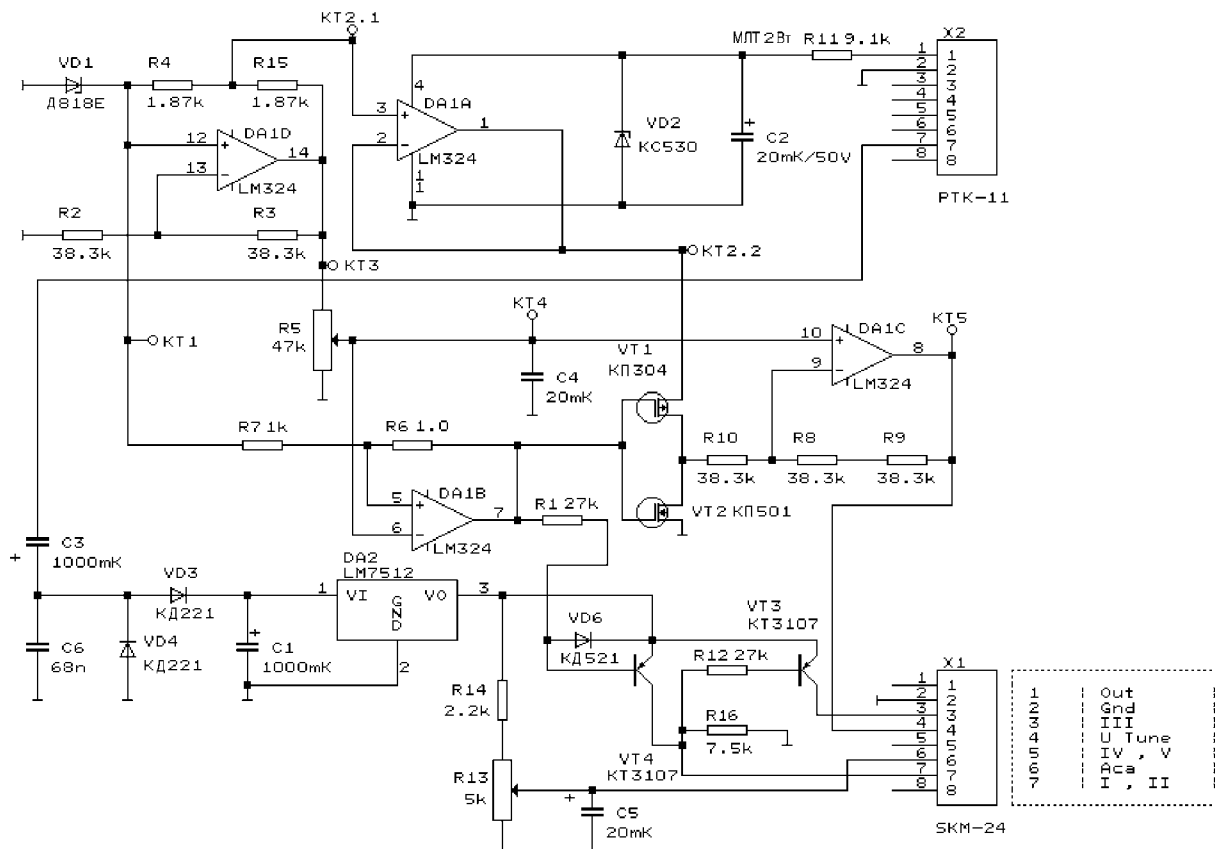 КТ2.1
МЛТ2Вт R11 9.1k X2
VD1 R4 R15
Д818Е 1.87k 1.87k
1 1
2 2
3 3
4 4
5 5
6 6
7 7
8 8
РТК-11
4
3 + DA1A 1
2 − LM324
1
1
VD2
КС530
+
C2
20mK/50V
12 + DA1D 14
13 − LM324
R2 R3
38.3k 38.3k
КТ3
КТ2.2
КТ4
КТ5
КТ1
R5
47k
C4
20mK
VT1
КП304
10 + DA1C 8
9 − LM324
R7 1k R6 1.0
R10 R8 R9
38.3k 38.3k 38.3k
5 + DA1B 7
6 − LM324
R1 27k
VT2 КП501
+ C3
1000mK
VD3
КД221
C6
68n
VD4
КД221
+
C1
1000mK
DA2
LM7512
1 VI GND VO 3
2
VD6
КД521
VT3
КТ3107
R12 27k
R14
2.2k
R16
7.5k
VT4
КТ3107
R13
5k
+
C5
20mK
X1
1 1
2 2
3 3
4 4
5 5
6 6
7 7
8 8
SKM-24
1 | Out
2 | Gnd
3 | III
4 | U Tune
5 | IV , V
6 | Aca
7 | I , II